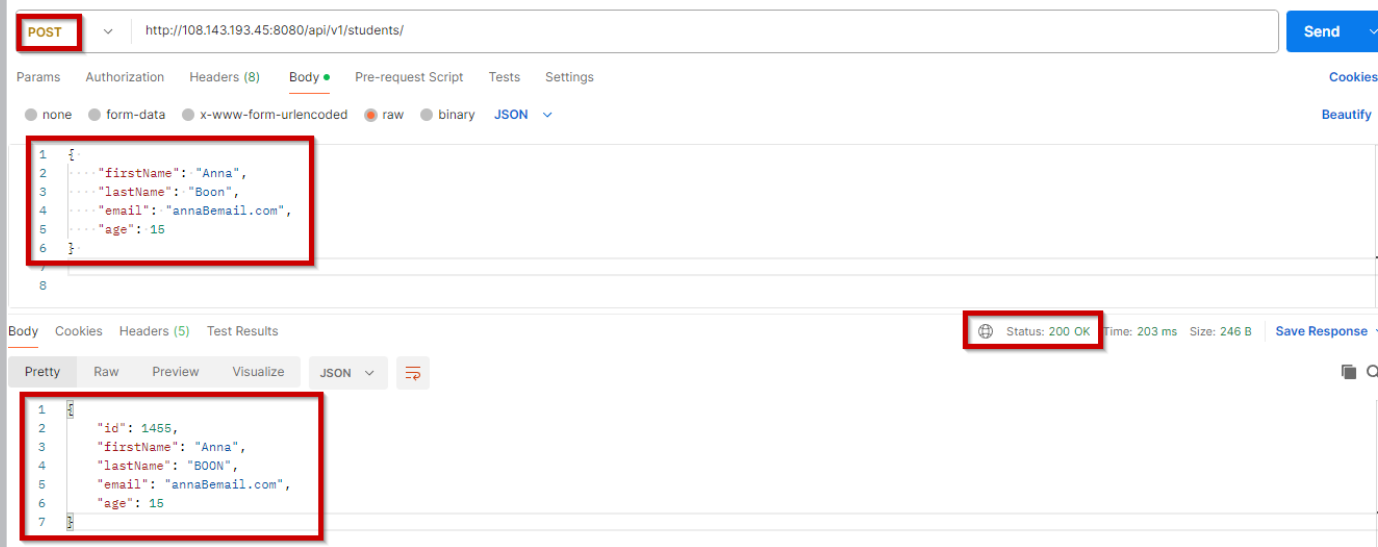 POST http://108.143.193.45:8080/api/v1/students/ Send
Params Authorization Headers (8) Body Pre-request Script Tests Settings Cookies
none form-data x-www-form-urlencoded raw binary JSON Beautify
1 {
2 "firstName": "Anna",
3 "lastName": "Boon",
4 "email": "annaBemail.com",
5 "age": 15
6 }
7
8
Body Cookies Headers (5) Test Results Status: 200 OK Time: 203 ms Size: 246 B Save Response
Pretty Raw Preview Visualize JSON
1 {
2 "id": 1455,
3 "firstName": "Anna",
4 "lastName": "BOON",
5 "email": "annaBemail.com",
6 "age": 15
7 }